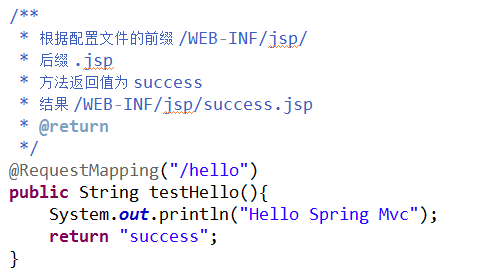 /**
 * 根据配置文件的前缀 /WEB-INF/jsp/
 * 后缀 .jsp
 * 方法返回值为 success
 * 结果 /WEB-INF/jsp/success.jsp
 * @return
 */
@RequestMapping("/hello")
public String testHello(){
    System.out.println("Hello Spring Mvc");
    return "success";
}